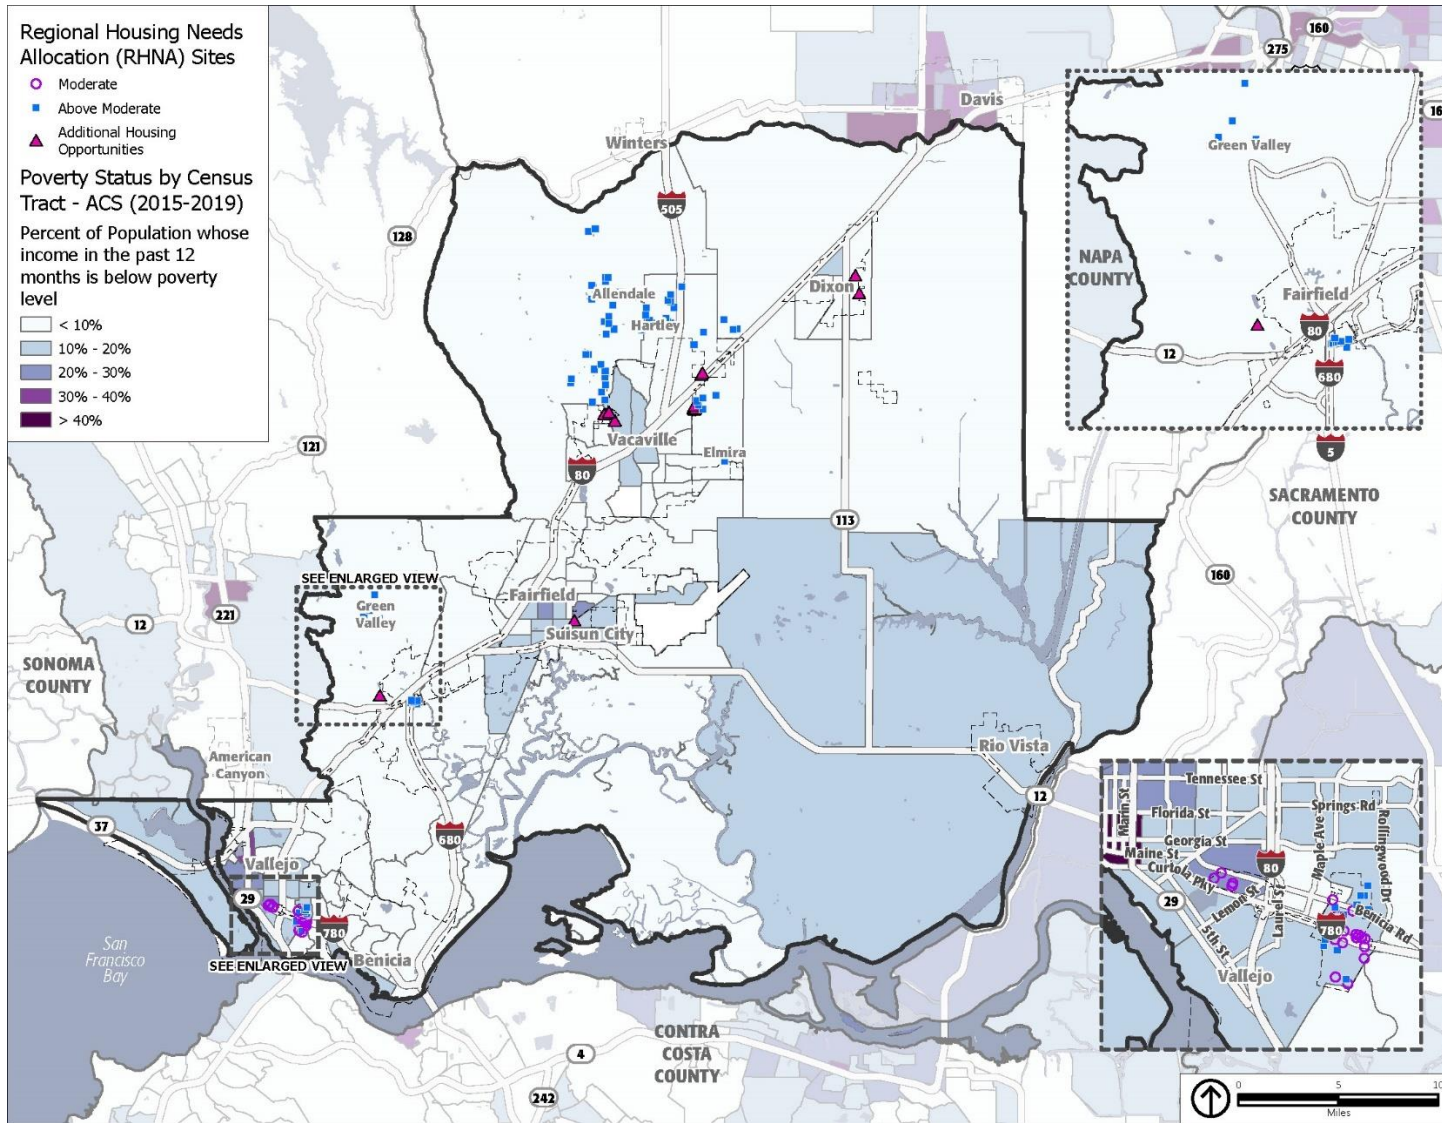 Regional Housing Needs
Allocation (RHNA) Sites
Moderate
Above Moderate
Additional Housing
Opportunities
Poverty Status by Census
Tract - ACS (2015-2019)
Percent of Population whose
income in the past 12
months is below poverty
level
< 10%
10% - 20%
20% - 30%
30% - 40%
> 40%
160
275
Davis
Winters
505
128
Allendale
Hartley
Dixon
Vacaville
80
Elmira
121
113
5
SACRAMENTO
COUNTY
160
Green Valley
NAPA
COUNTY
Fairfield
80
12
680
SEE ENLARGED VIEW
Green
Valley
Fairfield
Suisun City
221
12
SONOMA
COUNTY
American
Canyon
Rio Vista
12
37
680
Vallejo
29
780
SEE ENLARGED VIEW
Benicia
San
Francisco
Bay
CONTRA
COSTA
COUNTY
4
242
Tennessee St
Marin St
Florida St
Springs Rd
Maple Ave
Rollingwood Dr
Georgia St
Maine St
80
Curtola Pky
29
Lemon St
Laurel St
5th St
Benicia Rd
780
Vallejo
0 5 10
Miles